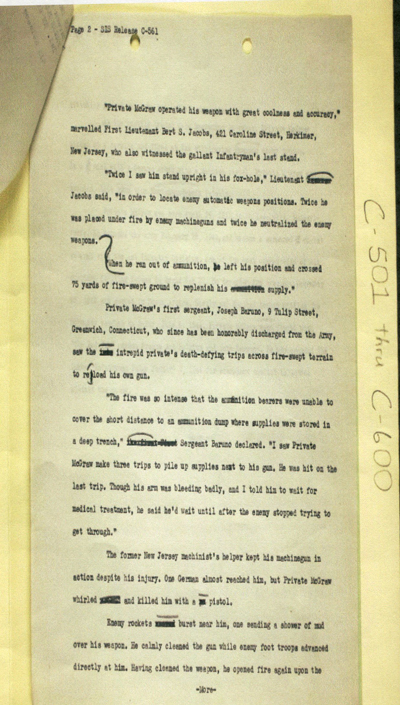 Page 2 - SIS Release C-561
"Private McGraw operated his weapon with great coolness and accuracy,"
marvelled First Lieutenant Bert S. Jacobs, 421 Caroline Street, Herkimer,
New Jersey, who also witnessed the gallant Infantryman's last stand.
"Twice I saw him stand upright in his fox-hole," Lieutenant
Jacobs said, "in order to locate enemy automatic weapons positions. Twice he
was placed under fire by enemy machineguns and twice he neutralized the enemy
weapons.
When he ran out of ammunition, he left his position and crossed
75 yards of fire-swept ground to replenish his supply."
Private McGraw's first sergeant, Joseph Baruno, 9 Tulip Street,
Greenwich, Connecticut, who since has been honorably discharged from the Army,
saw the intrepid private's death-defying trips across fire-swept terrain
to reload his own gun.
"The fire was so intense that the ammunition bearers were unable to
cover the short distance to an ammunition dump where supplies were stored in
a deep trench," Sergeant Baruno declared. "I saw Private
McGraw make three trips to pile up supplies next to his gun. He was hit on the
last trip. Though his arm was bleeding badly, and I told him to wait for
medical treatment, he said he'd wait until after the enemy stopped trying to
get through."
The former New Jersey machinist's helper kept his machinegun in
action despite his injury. One German almost reached him, but Private McGraw
whirled and killed him with a pistol.
Enemy rockets burst near him, one sending a shower of mud
over his weapon. He calmly cleaned the gun while enemy foot troops advanced
directly at him. Having cleaned the weapon, he opened fire again upon the
-More-
C-501 thru C-600